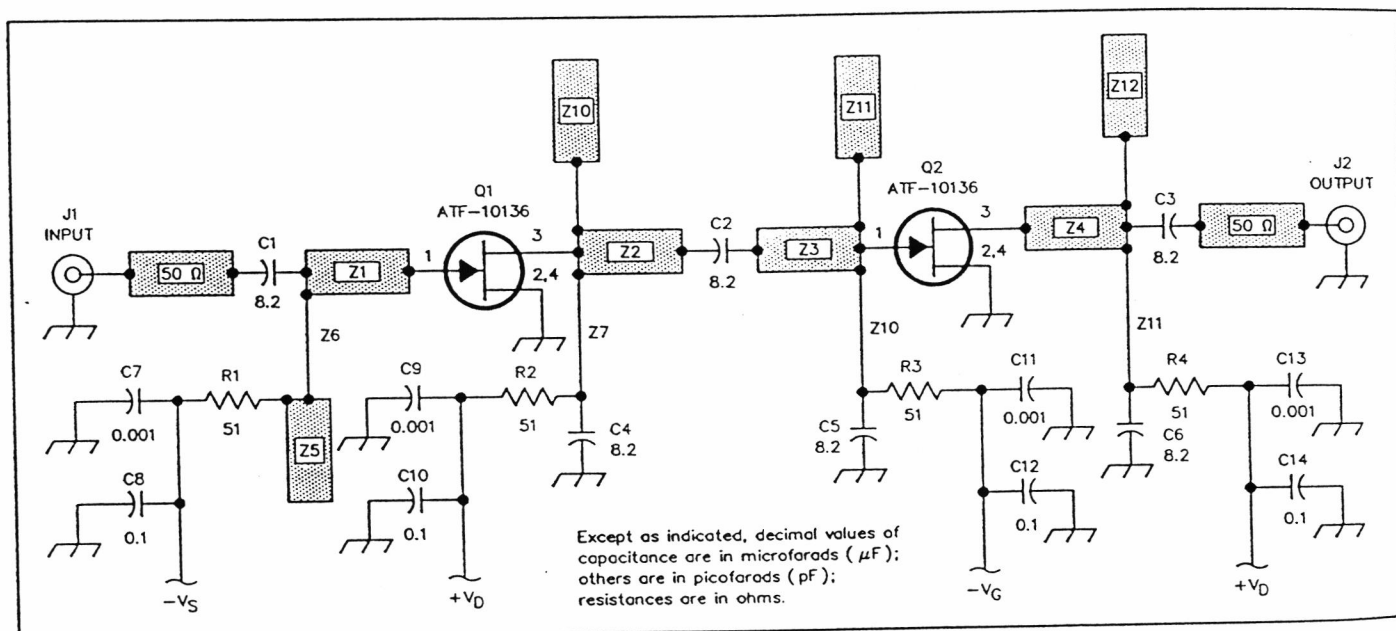 Z10
Z11
Z12
Q1
ATF-10136
Q2
ATF-10136
J1
INPUT
J2
OUTPUT
50 Ω
C1
8.2
Z1
1
3
2,4
Z2
C2
8.2
Z3
1
3
2,4
Z4
C3
8.2
50 Ω
Z6
Z7
Z10
Z11
C7
0.001
R1
51
Z5
C8
0.1
-VS
C9
0.001
R2
51
C4
8.2
C10
0.1
+VD
C5
8.2
R3
51
C11
0.001
C12
0.1
-VG
C6
8.2
R4
51
C13
0.001
C14
0.1
+VD
Except as indicated, decimal values of
capacitance are in microfarads (μF);
others are in picofarads (pF);
resistances are in ohms.